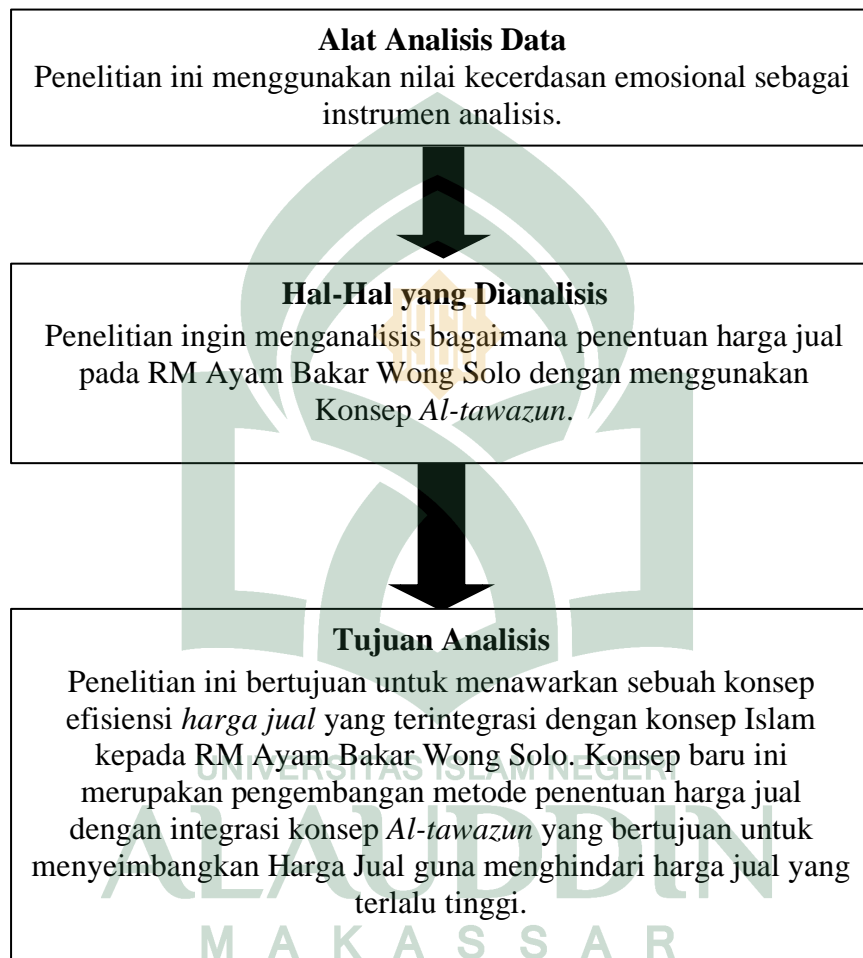 Alat Analisis Data
Penelitian ini menggunakan nilai kecerdasan emosional sebagai
instrumen analisis.
Hal-Hal yang Dianalisis
Penelitian ingin menganalisis bagaimana penentuan harga jual
pada RM Ayam Bakar Wong Solo dengan menggunakan
Konsep Al-tawazun.
Tujuan Analisis
Penelitian ini bertujuan untuk menawarkan sebuah konsep
efisiensi harga jual yang terintegrasi dengan konsep Islam
kepada RM Ayam Bakar Wong Solo. Konsep baru ini
UNIVERSITAS ISLAM NEGERI
merupakan pengembangan metode penentuan harga jual
dengan integrasi konsep Al-tawazun yang bertujuan untuk
menyeimbangkan Harga Jual guna menghindari harga jual yang
ALAUDDIN
terlalu tinggi.
MAKASSAR